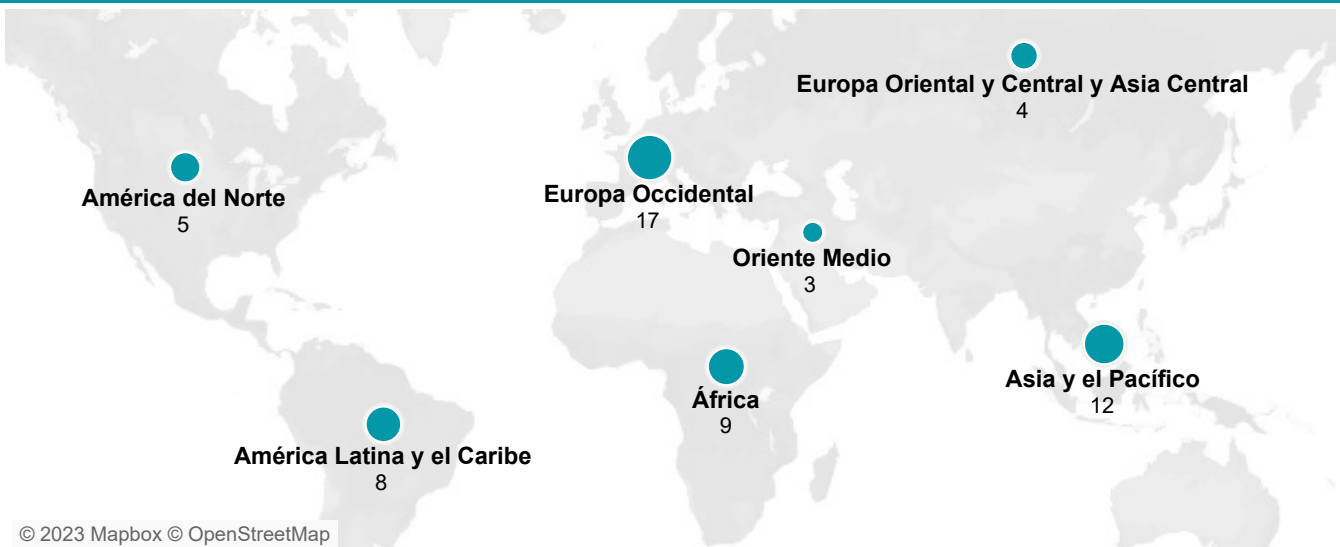 Europa Oriental y Central y Asia Central
4
América del Norte
5
Europa Occidental
17
Oriente Medio
3
Asia y el Pacífico
12
África
9
América Latina y el Caribe
8
© 2023 Mapbox © OpenStreetMap